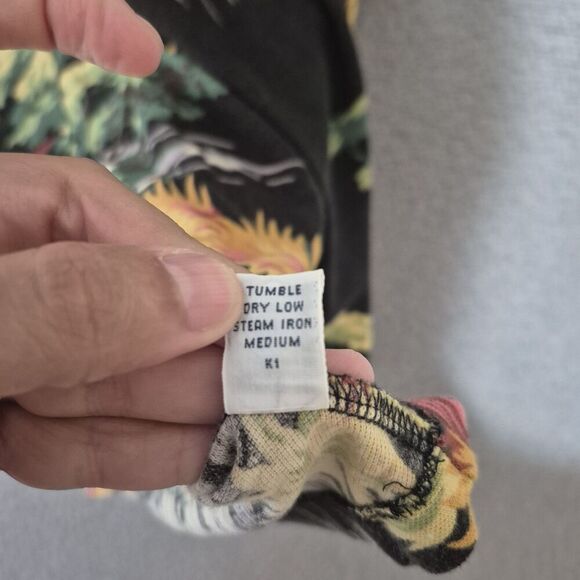 TUMBLE
DRY LOW
STEAM IRON
MEDIUM
K1